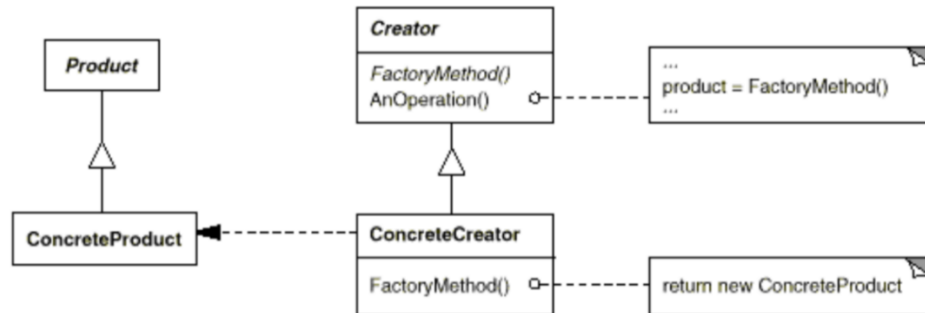 Product
ConcreteProduct
Creator
FactoryMethod()
AnOperation()
...
product = FactoryMethod()
...
ConcreteCreator
FactoryMethod()
return new ConcreteProduct